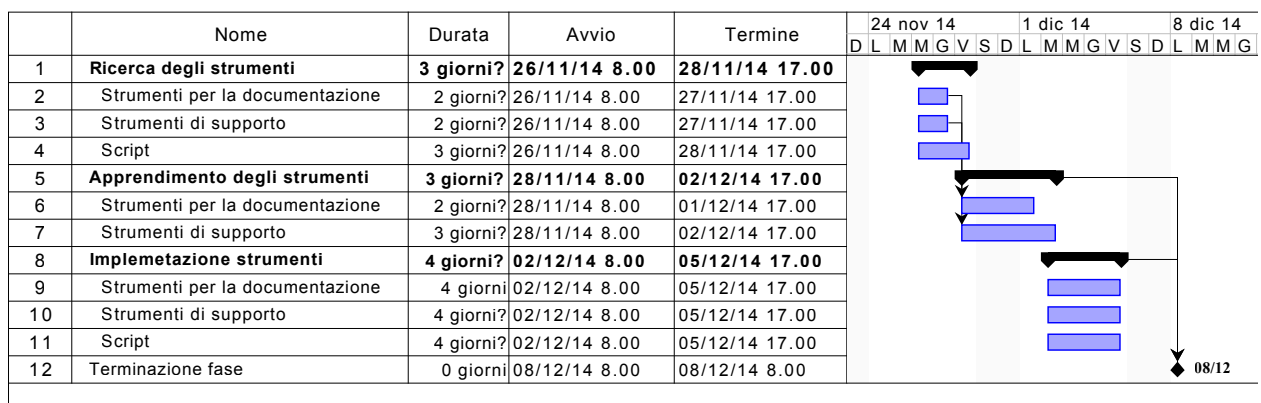 Nome Durata Avvio Termine 24 nov 14 1 dic 14 8 dic 14
D L M M G V S D L M M G V S D L M M G
1 Ricerca degli strumenti 3 giorni? 26/11/14 8.00 28/11/14 17.00
2 Strumenti per la documentazione 2 giorni? 26/11/14 8.00 27/11/14 17.00
3 Strumenti di supporto 2 giorni? 26/11/14 8.00 27/11/14 17.00
4 Script 3 giorni? 26/11/14 8.00 28/11/14 17.00
5 Apprendimento degli strumenti 3 giorni? 28/11/14 8.00 02/12/14 17.00
6 Strumenti per la documentazione 2 giorni? 28/11/14 8.00 01/12/14 17.00
7 Strumenti di supporto 3 giorni? 28/11/14 8.00 02/12/14 17.00
8 Implemetazione strumenti 4 giorni? 02/12/14 8.00 05/12/14 17.00
9 Strumenti per la documentazione 4 giorni 02/12/14 8.00 05/12/14 17.00
10 Strumenti di supporto 4 giorni? 02/12/14 8.00 05/12/14 17.00
11 Script 4 giorni? 02/12/14 8.00 05/12/14 17.00
12 Terminazione fase 0 giorni 08/12/14 8.00 08/12/14 8.00 08/12